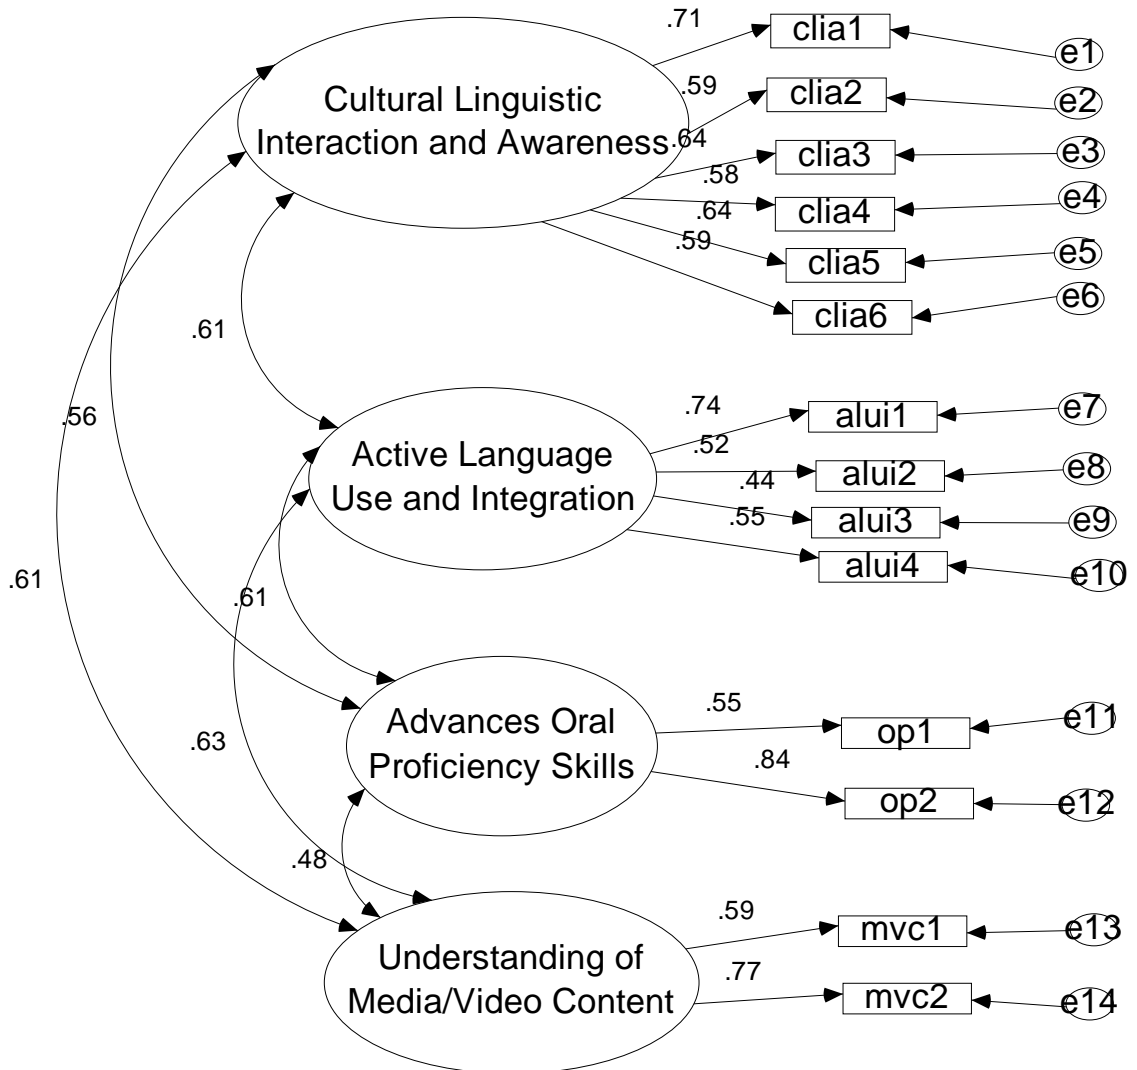 .71
clia1
e1
.59
clia2
e2
Cultural Linguistic
Interaction and Awareness
.64
clia3
e3
.58
clia4
e4
.64
clia5
e5
.59
clia6
e6
.61
.56
.74
alui1
e7
Active Language
Use and Integration
.52
alui2
e8
.44
alui3
e9
.55
alui4
e10
.61
.61
Advances Oral
Proficiency Skills
.55
op1
e11
.63
.84
op2
e12
.48
.59
mvc1
e13
Understanding of
Media/Video Content
.77
mvc2
e14